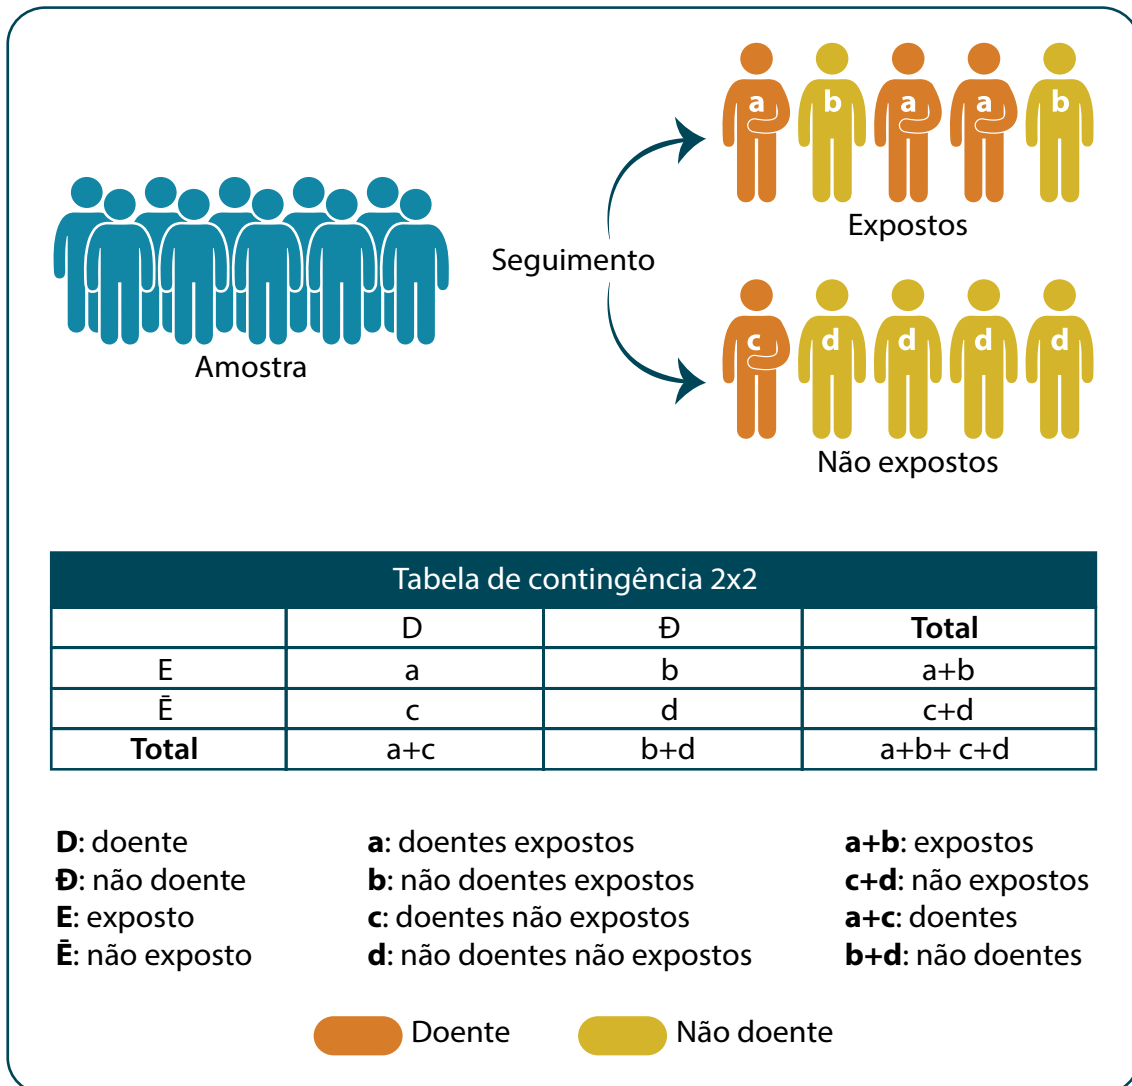 a b a a b
Expostos
Seguimento
Amostra
c d d d d
Não expostos
Tabela de contingência 2x2
D Đ Total
E a b a+b
Ē c d c+d
Total a+c b+d a+b+ c+d
D: doente
Đ: não doente
E: exposto
Ē: não exposto
a: doentes expostos
b: não doentes expostos
c: doentes não expostos
d: não doentes não expostos
a+b: expostos
c+d: não expostos
a+c: doentes
b+d: não doentes
Doente
Não doente